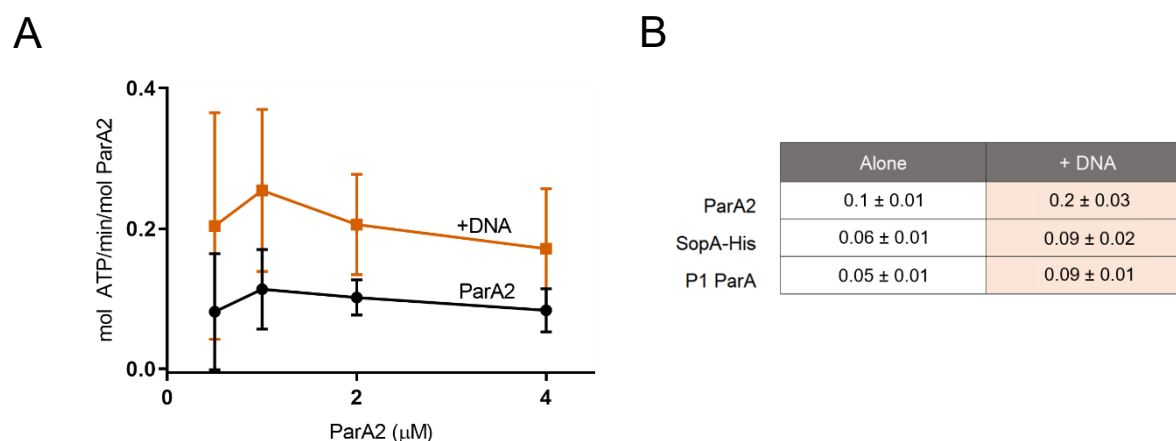 A
0.4
0.2
0.0
mol ATP/min/mol ParA2
+DNA
ParA2
0
2
4
ParA2 (μM)
B
Alone + DNA
ParA2 0.1 ± 0.01 0.2 ± 0.03
SopA-His 0.06 ± 0.01 0.09 ± 0.02
P1 ParA 0.05 ± 0.01 0.09 ± 0.01